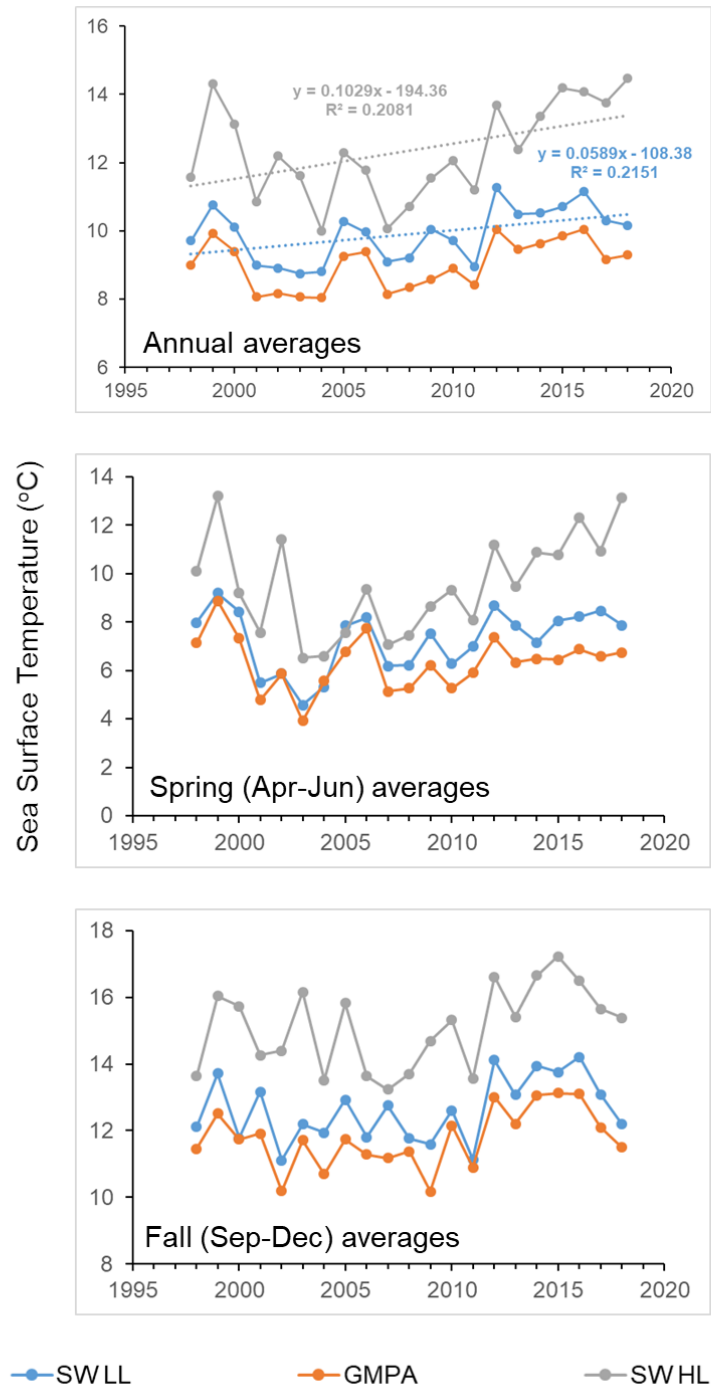 16
14
12
10
8
6
y = 0.1029x - 194.36
R² = 0.2081
y = 0.0589x - 108.38
R² = 0.2151
Annual averages
1995 2000 2005 2010 2015 2020
Sea Surface Temperature (°C)
14
12
10
8
6
4
2
0
Spring (Apr-Jun) averages
1995 2000 2005 2010 2015 2020
18
16
14
12
10
8
Fall (Sep-Dec) averages
1995 2000 2005 2010 2015 2020
SW LL GMPA SW HL